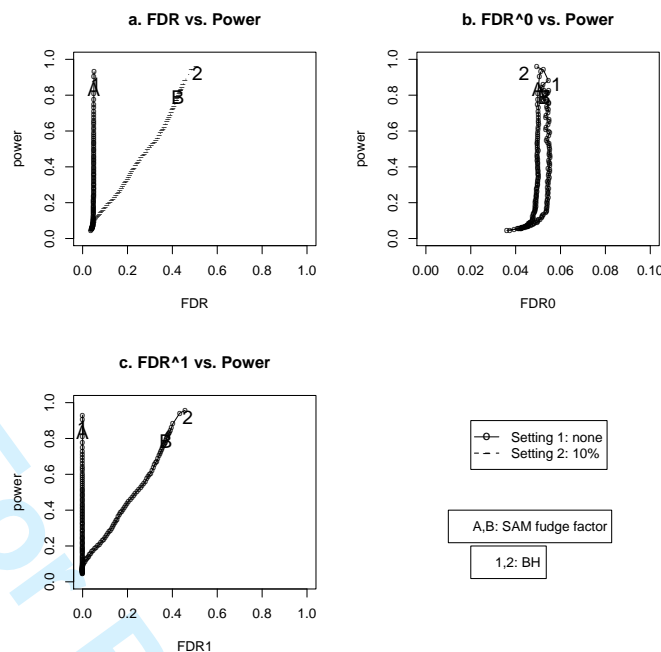 a. FDR vs. Power
power
0.0 0.2 0.4 0.6 0.8 1.0
A
B
2
0.0 0.2 0.4 0.6 0.8 1.0
FDR
b. FDR^0 vs. Power
power
0.0 0.2 0.4 0.6 0.8 1.0
2
1
A
0.00 0.02 0.04 0.06 0.08 0.10
FDR0
c. FDR^1 vs. Power
power
0.0 0.2 0.4 0.6 0.8 1.0
A
B
2
0.0 0.2 0.4 0.6 0.8 1.0
FDR1
Setting 1: none
Setting 2: 10%
A,B: SAM fudge factor
1,2: BH
For